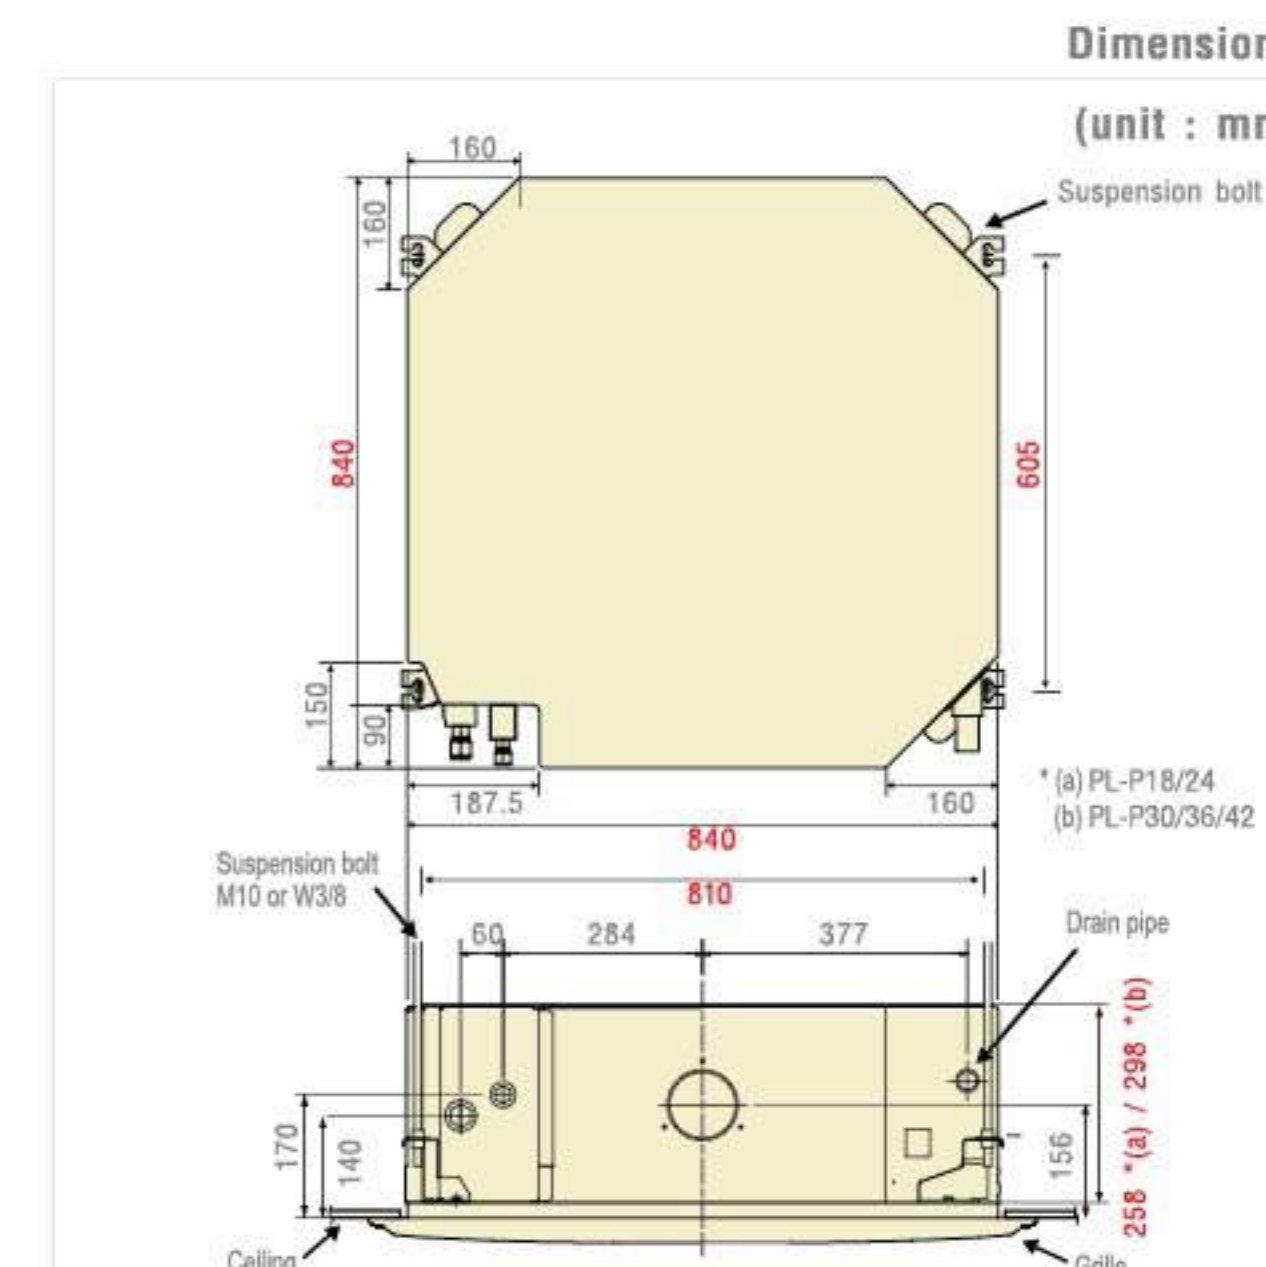 Dimension
(unit : mm
160
Suspension bolt
160
840
605
150
90
187.5
160
* (a) PL-P18/24
(b) PL-P30/36/42
840
Suspension bolt
M10 or W3/8
810
Drain pipe
60
284
377
258 *(a) / 298 *(b)
170
140
156
Ceiling
Grille